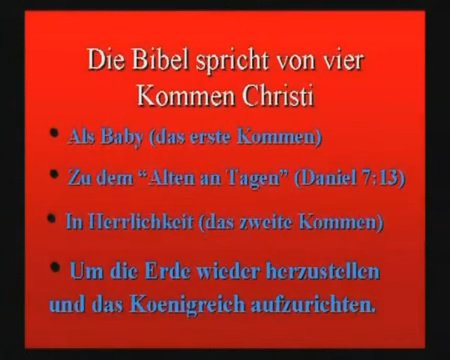 Die Bibel spricht von vier
Kommen Christi
• Als Baby (das erste Kommen)
• Zu dem “Alten an Tagen” (Daniel 7:13)
• In Herrlichkeit (das zweite Kommen)
• Um die Erde wieder herzustellen
und das Koenigreich aufzurichten.